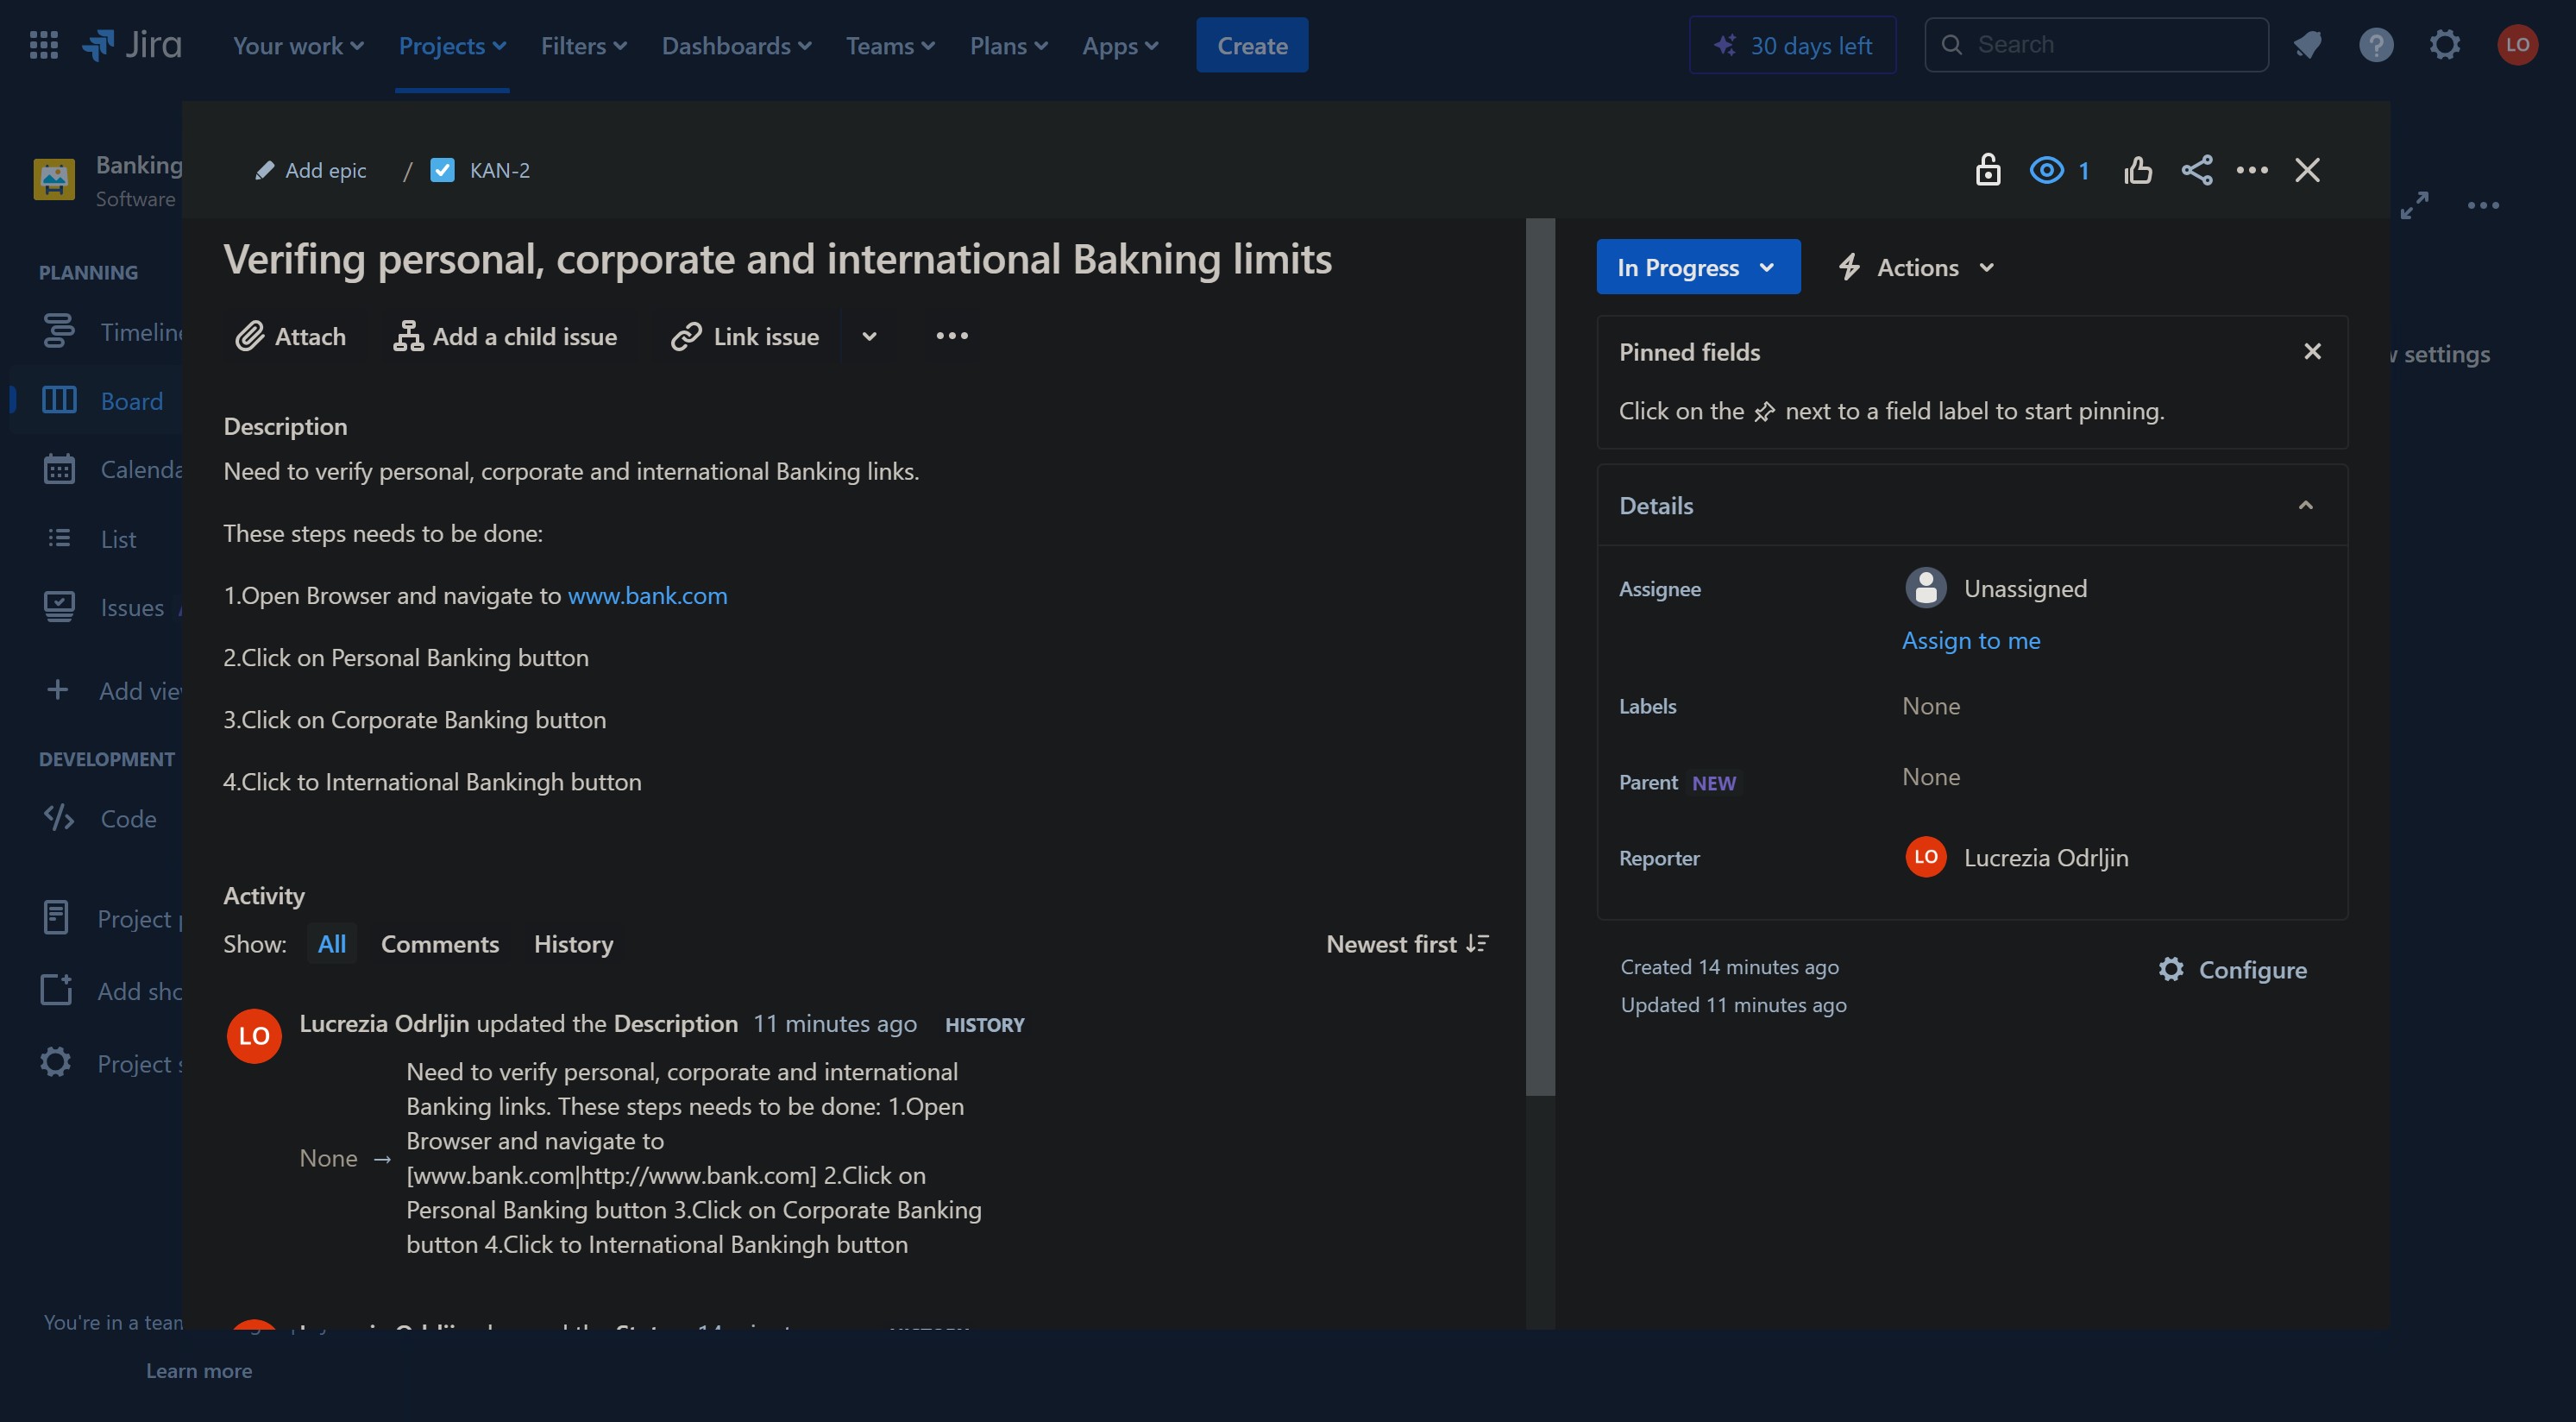 Jira
Your work
Projects
Filters
Dashboards
Teams
Plans
Apps
Create
30 days left
Search
LO
Banking
Software
PLANNING
Timeline
Board
Calenda
List
Issues
Add vie
DEVELOPMENT
Code
Project
Add sho
Project s
You're in a team
Learn more
settings
Add epic / KAN-2
1
Verifing personal, corporate and international Bakning limits
Attach
Add a child issue
Link issue
Description
Need to verify personal, corporate and international Banking links.
These steps needs to be done:
1.Open Browser and navigate to www.bank.com
2.Click on Personal Banking button
3.Click on Corporate Banking button
4.Click to International Bankingh button
Activity
Show: All Comments History
Newest first
LO
Lucrezia Odrljin updated the Description 11 minutes ago HISTORY
None →
Need to verify personal, corporate and international
Banking links. These steps needs to be done: 1.Open
Browser and navigate to
[www.bank.com|http://www.bank.com] 2.Click on
Personal Banking button 3.Click on Corporate Banking
button 4.Click to International Bankingh button
In Progress
Actions
Pinned fields
Click on the next to a field label to start pinning.
Details
Assignee
Unassigned
Assign to me
Labels
None
Parent NEW
None
Reporter
LO Lucrezia Odrljin
Created 14 minutes ago
Updated 11 minutes ago
Configure